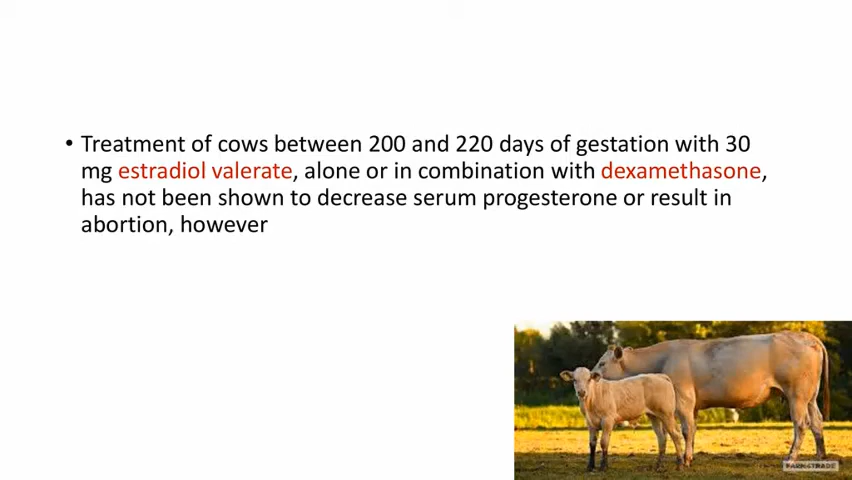 • Treatment of cows between 200 and 220 days of gestation with 30
mg estradiol valerate, alone or in combination with dexamethasone,
has not been shown to decrease serum progesterone or result in
abortion, however